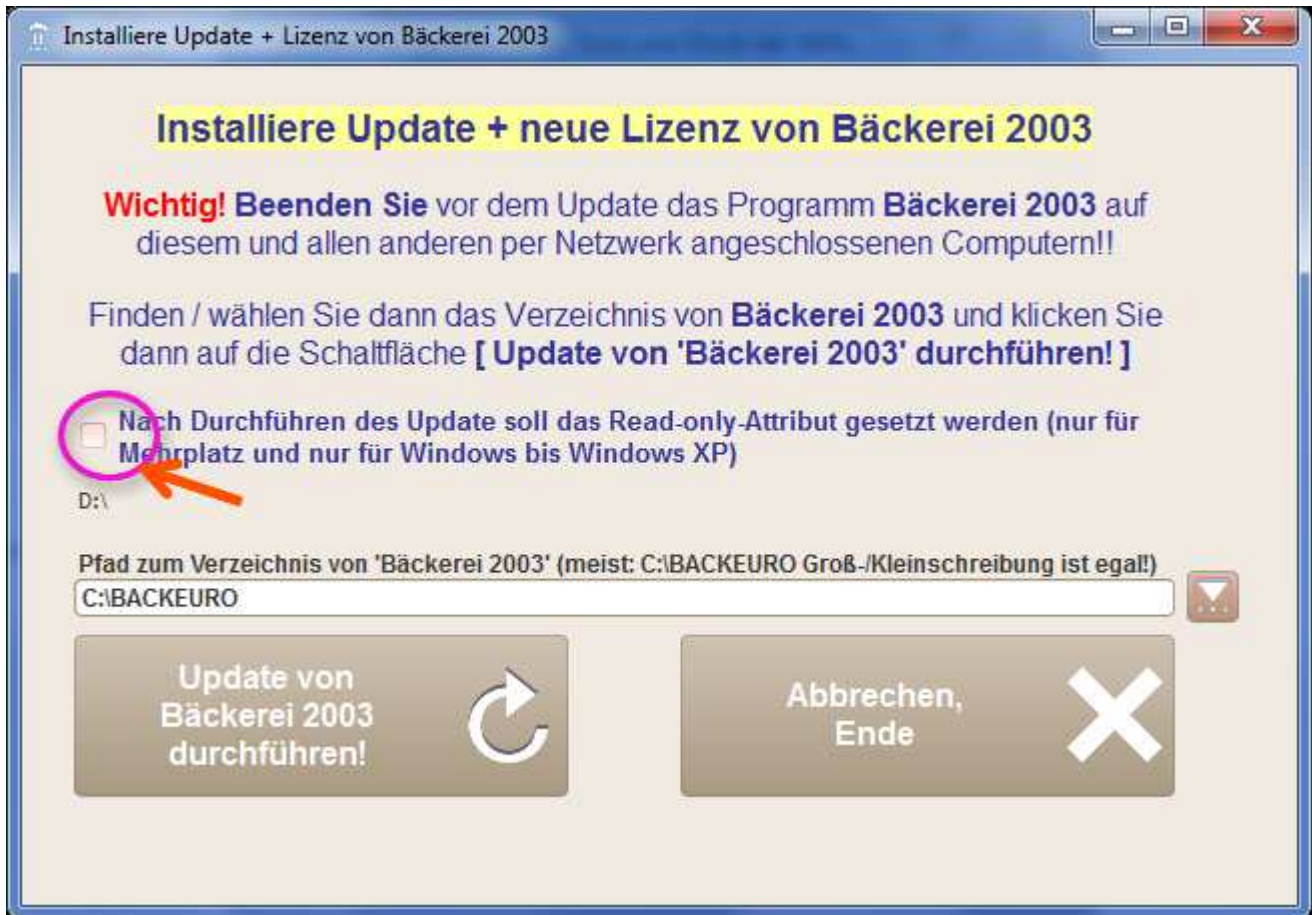 Installiere Update + Lizenz von Bäckerei 2003
Installiere Update + neue Lizenz von Bäckerei 2003
Wichtig! Beenden Sie vor dem Update das Programm Bäckerei 2003 auf
diesem und allen anderen per Netzwerk angeschlossenen Computern!!
Finden / wählen Sie dann das Verzeichnis von Bäckerei 2003 und klicken Sie
dann auf die Schaltfläche [ Update von 'Bäckerei 2003' durchführen! ]
Nach Durchführen des Update soll das Read-only-Attribut gesetzt werden (nur für
Mehrplatz und nur für Windows bis Windows XP)
D:\
Pfad zum Verzeichnis von 'Bäckerei 2003' (meist: C:\BACKEURO Groß-/Kleinschreibung ist egal!)
C:\BACKEURO
Update von
Bäckerei 2003
durchführen!
Abbrechen,
Ende